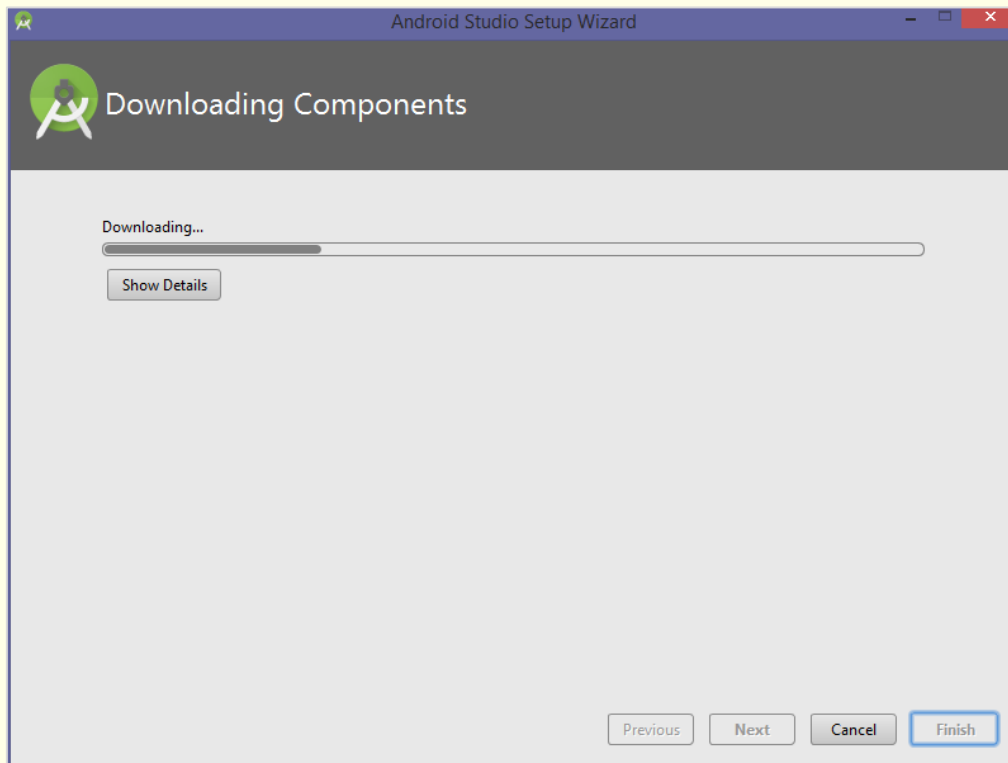 Android Studio Setup Wizard
Downloading Components
Downloading...
Show Details
Previous Next Cancel Finish